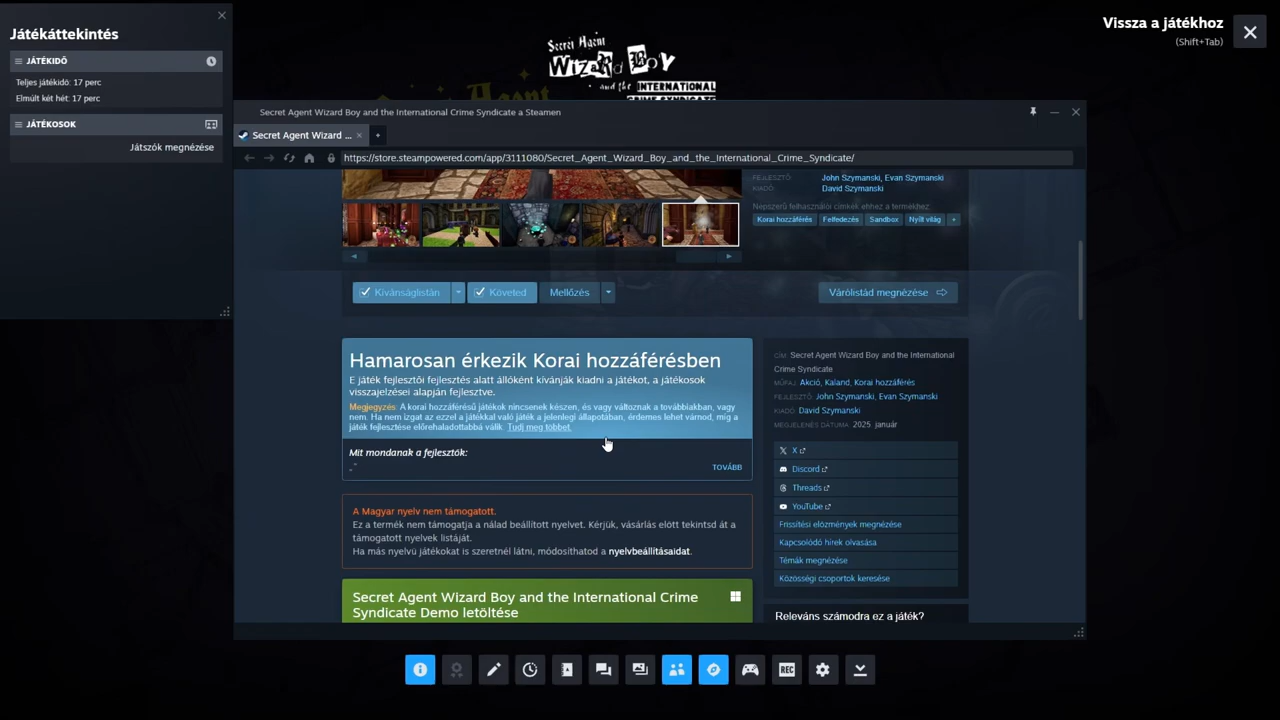 Játékáttekintés
JÁTÉKIDŐ
Teljes játékidő: 17 perc
Elmúlt két hét: 17 perc
JÁTÉKOSOK
Játszók megnézése
Secret Agent
Wizard Boy
and the INTERNATIONAL
CRIME SYNDICATE
Vissza a játékhoz
(Shift+Tab)
Secret Agent Wizard Boy and the International Crime Syndicate a Steamen
Secret Agent Wizard ...
https://store.steampowered.com/app/3111080/Secret_Agent_Wizard_Boy_and_the_International_Crime_Syndicate/
FEJLESZTŐ: John Szymanski, Evan Szymanski
KIADÓ: David Szymanski
Népszerű felhasználói címkék ehhez a termékhez:
Korai hozzáférés Felfedezés Sandbox Nyílt világ +
Kívánságlistán Követed Mellőzés Várólistád megnézése
Hamarosan érkezik Korai hozzáférésben
E játék fejlesztői fejlesztés alatt állóként kívánják kiadni a játékot, a játékosok
visszajelzései alapján fejlesztve.
Megjegyzés: A korai hozzáférésű játékok nincsenek készen, és vagy változnak a továbbiakban, vagy
nem. Ha nem izgat az ezzel a játékkal való játék a jelenlegi állapotában, érdemes lehet várnod, míg a
játék fejlesztése előrehaladottabbá válik. Tudj meg többet.
Mit mondanak a fejlesztők:
„”
TOVÁBB
A Magyar nyelv nem támogatott.
Ez a termék nem támogatja a nálad beállított nyelvet. Kérjük, vásárlás előtt tekintsd át a
támogatott nyelvek listáját.
Ha más nyelvű játékokat is szeretnél látni, módosíthatod a nyelvbeállításaidat.
Secret Agent Wizard Boy and the International Crime
Syndicate Demo letöltése
CÍM: Secret Agent Wizard Boy and the International
Crime Syndicate
MŰFAJ: Akció, Kaland, Korai hozzáférés
FEJLESZTŐ: John Szymanski, Evan Szymanski
KIADÓ: David Szymanski
MEGJELENÉS DÁTUMA: 2025 január
X
Discord
Threads
YouTube
Frissítési előzmények megnézése
Kapcsolódó hírek olvasása
Témák megnézése
Közösségi csoportok keresése
Releváns számodra ez a játék?
REC